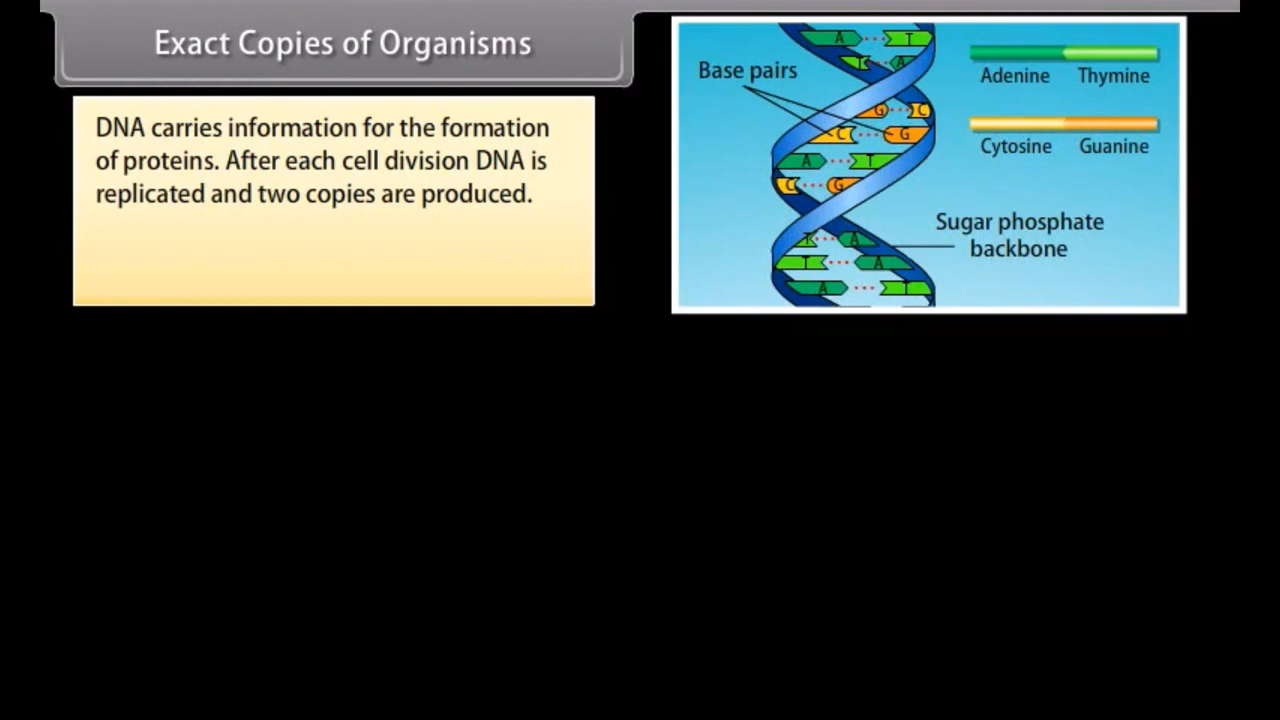 Exact Copies of Organisms
DNA carries information for the formation
of proteins. After each cell division DNA is
replicated and two copies are produced.
Base pairs
A T
T A
G C
C G
A T
C G
T A
T A
A T
Adenine Thymine
Cytosine Guanine
Sugar phosphate
backbone